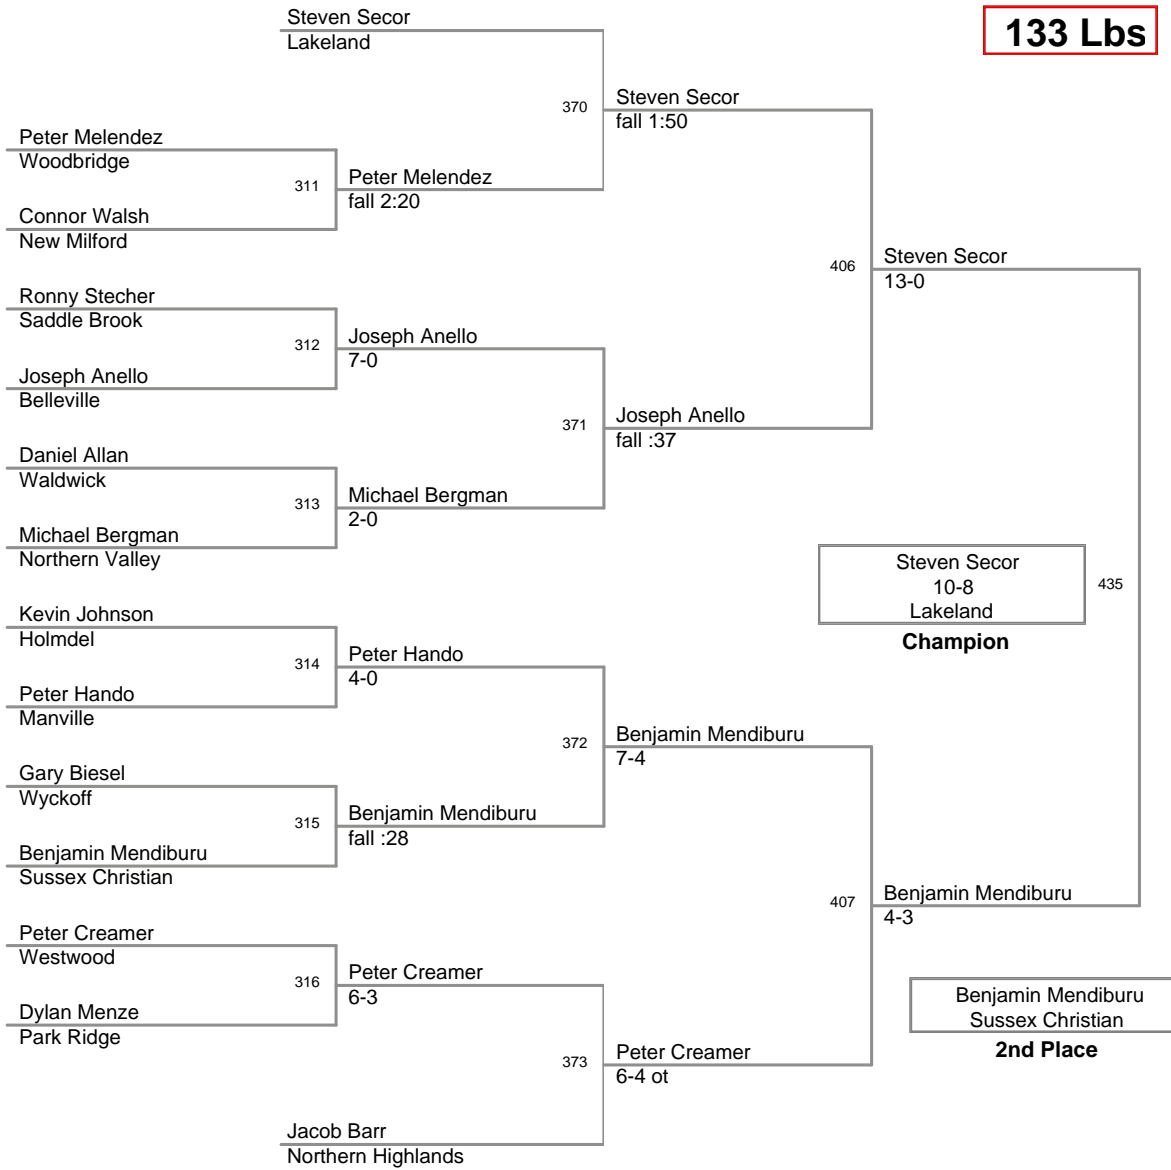 Steven Secor
Lakeland
133 Lbs
370
Steven Secor
fall 1:50
Peter Melendez
Woodbridge
311
Peter Melendez
fall 2:20
Connor Walsh
New Milford
406
Steven Secor
13-0
Ronny Stecher
Saddle Brook
312
Joseph Anello
7-0
Joseph Anello
Belleville
371
Joseph Anello
fall :37
Daniel Allan
Waldwick
313
Michael Bergman
2-0
Michael Bergman
Northern Valley
Steven Secor
10-8
Lakeland
Champion
435
Kevin Johnson
Holmdel
314
Peter Hando
4-0
Peter Hando
Manville
372
Benjamin Mendiburu
7-4
Gary Biesel
Wyckoff
315
Benjamin Mendiburu
fall :28
Benjamin Mendiburu
Sussex Christian
407
Benjamin Mendiburu
4-3
Peter Creamer
Westwood
316
Peter Creamer
6-3
Dylan Menze
Park Ridge
Benjamin Mendiburu
Sussex Christian
2nd Place
373
Peter Creamer
6-4 ot
Jacob Barr
Northern Highlands